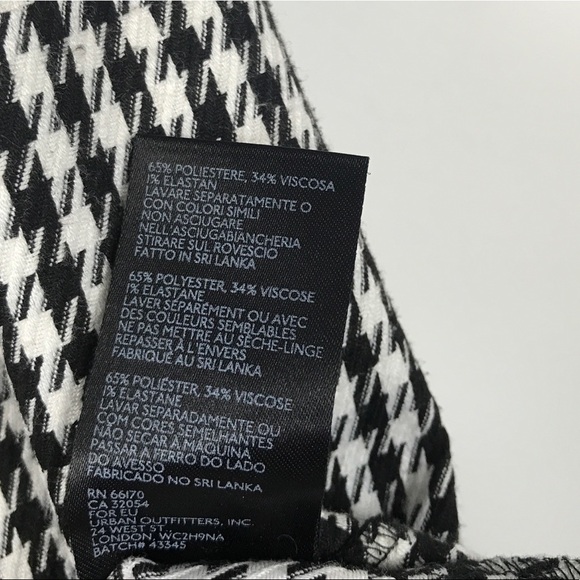 65% POLIESTERE, 34% VISCOSA
1% ELASTAN
LAVARE SEPARATAMENTE O
CON COLORI SIMILI
NON ASCIUGARE
NELL'ASCIUGABIANCHERIA
STIRARE SUL ROVESCIO
FATTO IN SRI LANKA
65% POLYESTER, 34% VISCOSE
1% ELASTANE
LAVER SÉPARÉMENT OU AVEC
DES COULEURS SEMBLABLES
NE PAS METTRE AU SÈCHE-LINGE
REPASSER À L'ENVERS
FABRIQUÉ AU SRI LANKA
65% POLIÉSTER, 34% VISCOSE
1% ELASTANE
LAVAR SEPARADAMENTE OU
COM CORES SEMELHANTES
NÃO SECAR A MAQUINA
PASSAR A FERRO DO LADO
DO AVESSO
FABRICADO NO SRI LANKA
RN 66170
CA 32054
FOR EU
URBAN OUTFITTERS, INC.
24 WEST ST
LONDON, WC2H9NA
BATCH# 43345